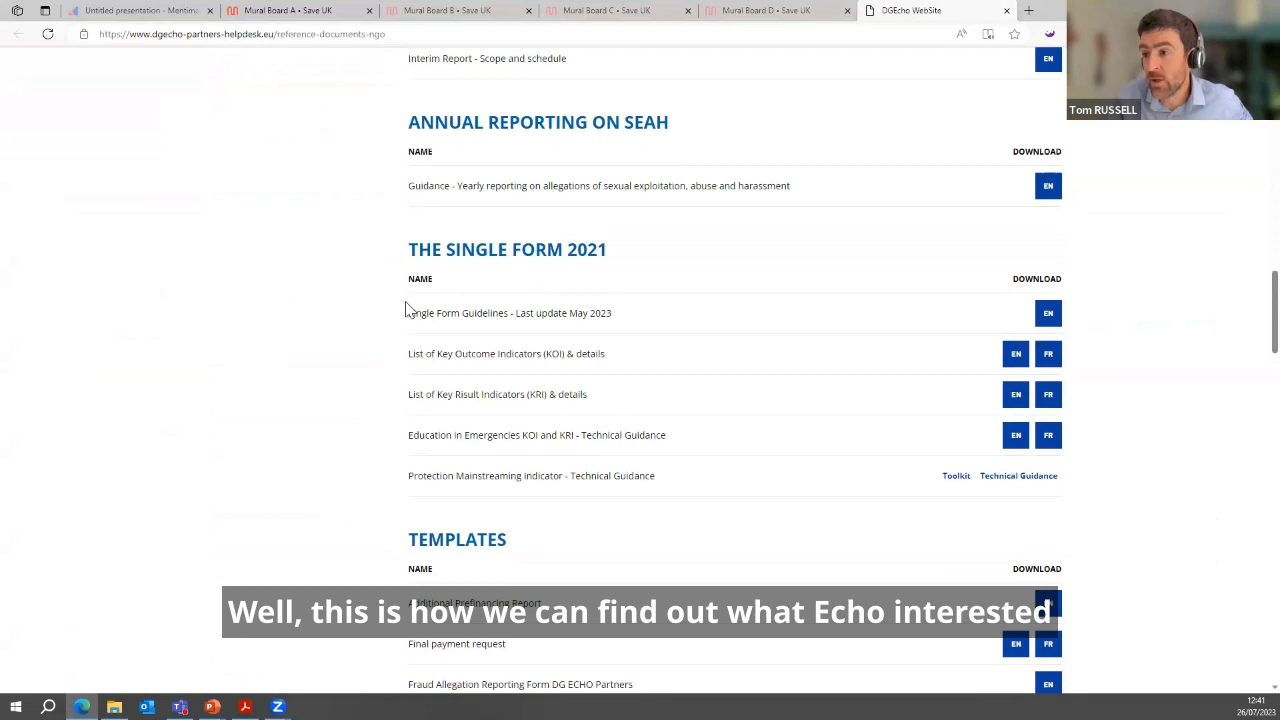 Untitled presentation - Mentime
Mural Board A • Save UK
Mural Board B • Save UK
Mural Board C • Save UK
Mural Board D • Save UK
DGEcho WebSite
https://www.dgecho-partners-helpdesk.eu/reference-documents-ngo
Interim Report - Scope and schedule
EN
Tom RUSSELL
ANNUAL REPORTING ON SEAH
NAME
DOWNLOAD
Guidance - Yearly reporting on allegations of sexual exploitation, abuse and harassment
EN
THE SINGLE FORM 2021
NAME
DOWNLOAD
Single Form Guidelines - Last update May 2023
EN
List of Key Outcome Indicators (KOI) & details
EN FR
List of Key Risult Indicators (KRI) & details
EN FR
Education in Emergencies KOI and KRI - Technical Guidance
EN FR
Protection Mainstreaming Indicator - Technical Guidance
Toolkit Technical Guidance
TEMPLATES
NAME
DOWNLOAD
Additional Prefinancing Report
Well, this is how we can find out what Echo interested
Final payment request
EN FR
Fraud Allegation Reporting Form DG ECHO Partners
EN
12:41
26/07/2023